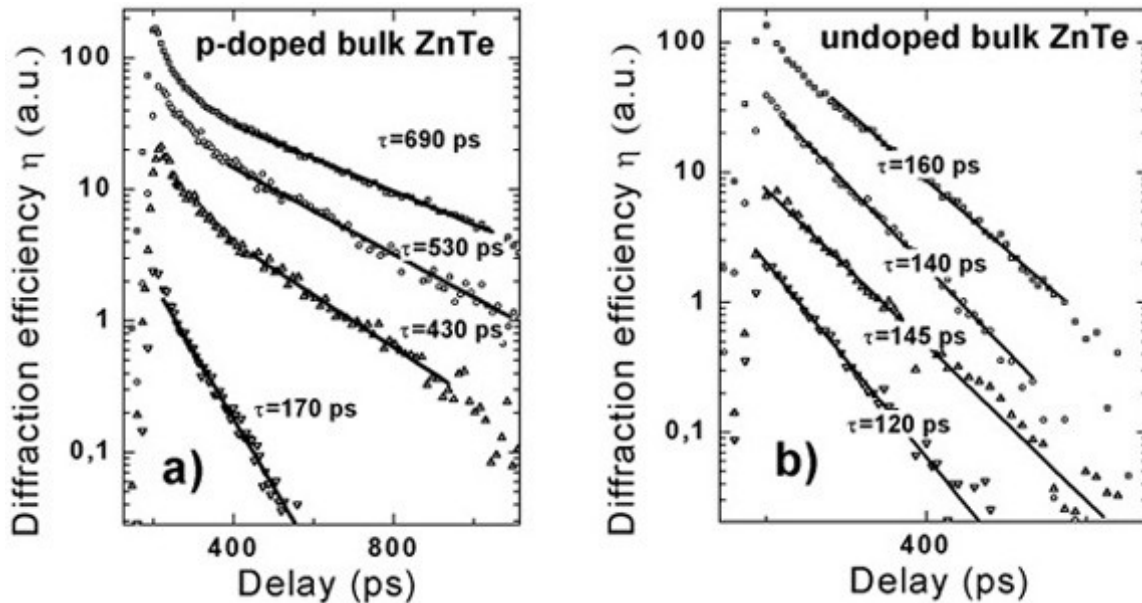 p-doped bulk ZnTe
Diffraction efficiency η (a.u.)
100
10
1
0,1
τ=690 ps
τ=530 ps
τ=430 ps
τ=170 ps
a)
400
800
Delay (ps)
undoped bulk ZnTe
Diffraction efficiency η (a.u.)
100
10
1
0,1
τ=160 ps
τ=140 ps
τ=145 ps
τ=120 ps
b)
400
Delay (ps)